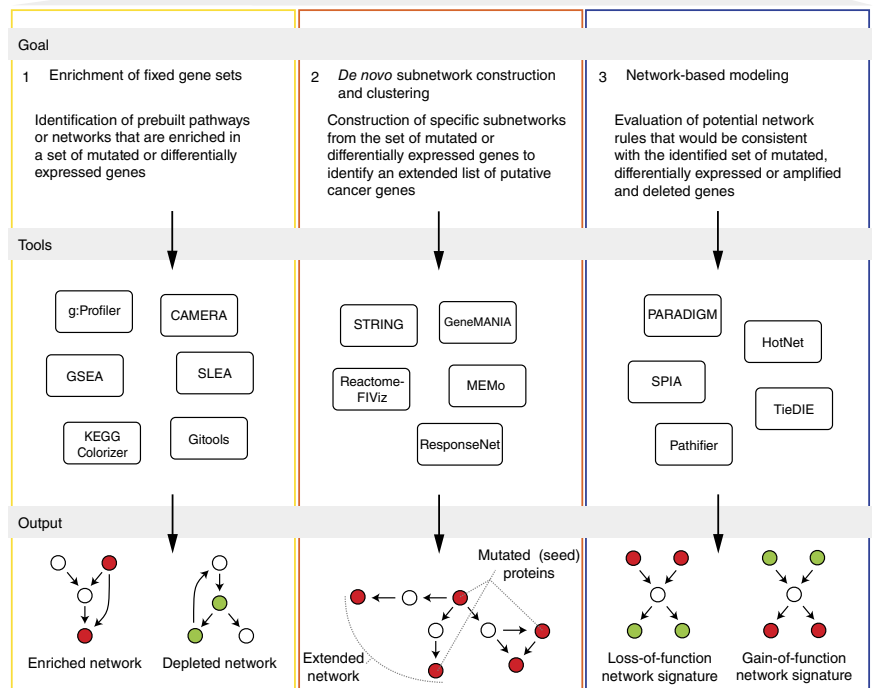 Goal
1 Enrichment of fixed gene sets
Identification of prebuilt pathways
or networks that are enriched in
a set of mutated or differentially
expressed genes
2 De novo subnetwork construction
and clustering
Construction of specific subnetworks
from the set of mutated or
differentially expressed genes to
identify an extended list of putative
cancer genes
3 Network-based modeling
Evaluation of potential network
rules that would be consistent
with the identified set of mutated,
differentially expressed or amplified
and deleted genes
Tools
g:Profiler
CAMERA
GSEA
SLEA
KEGG
Colorizer
Gitools
STRING
GeneMANIA
Reactome-
FIViz
MEMo
ResponseNet
PARADIGM
HotNet
SPIA
TieDIE
Pathifier
Output
Enriched network
Depleted network
Mutated (seed)
proteins
Extended
network
Loss-of-function
network signature
Gain-of-function
network signature